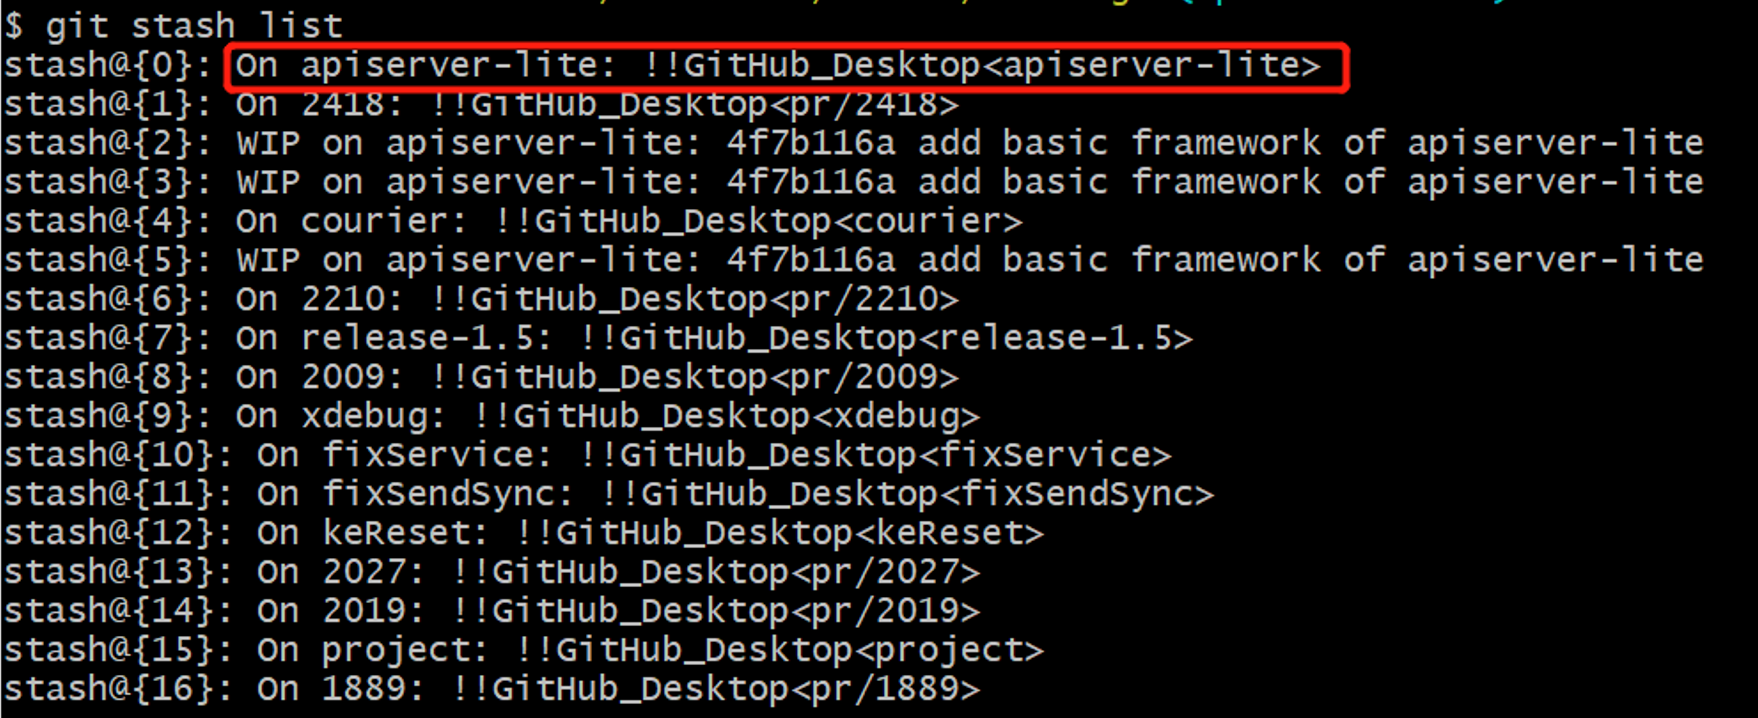 $ git stash list
stash@{0}: On apiserver-lite: !!GitHub_Desktop<apiserver-lite>
stash@{1}: On 2418: !!GitHub_Desktop<pr/2418>
stash@{2}: WIP on apiserver-lite: 4f7b116a add basic framework of apiserver-lite
stash@{3}: WIP on apiserver-lite: 4f7b116a add basic framework of apiserver-lite
stash@{4}: On courier: !!GitHub_Desktop<courier>
stash@{5}: WIP on apiserver-lite: 4f7b116a add basic framework of apiserver-lite
stash@{6}: On 2210: !!GitHub_Desktop<pr/2210>
stash@{7}: On release-1.5: !!GitHub_Desktop<release-1.5>
stash@{8}: On 2009: !!GitHub_Desktop<pr/2009>
stash@{9}: On xdebug: !!GitHub_Desktop<xdebug>
stash@{10}: On fixService: !!GitHub_Desktop<fixService>
stash@{11}: On fixSendSync: !!GitHub_Desktop<fixSendSync>
stash@{12}: On keReset: !!GitHub_Desktop<keReset>
stash@{13}: On 2027: !!GitHub_Desktop<pr/2027>
stash@{14}: On 2019: !!GitHub_Desktop<pr/2019>
stash@{15}: On project: !!GitHub_Desktop<project>
stash@{16}: On 1889: !!GitHub_Desktop<pr/1889>